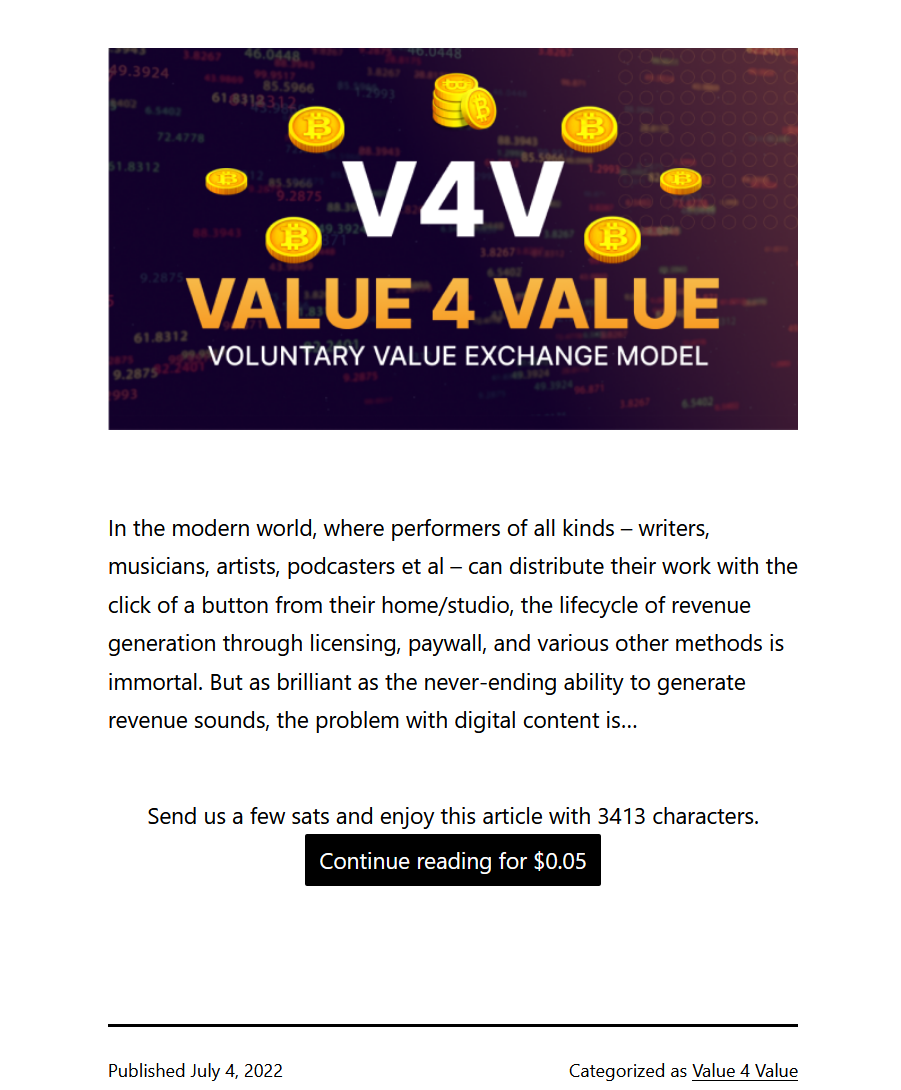 V4V
VALUE 4 VALUE
VOLUNTARY VALUE EXCHANGE MODEL
In the modern world, where performers of all kinds – writers,
musicians, artists, podcasters et al – can distribute their work with the
click of a button from their home/studio, the lifecycle of revenue
generation through licensing, paywall, and various other methods is
immortal. But as brilliant as the never-ending ability to generate
revenue sounds, the problem with digital content is…
Send us a few sats and enjoy this article with 3413 characters.
Continue reading for $0.05
Published July 4, 2022
Categorized as Value 4 Value